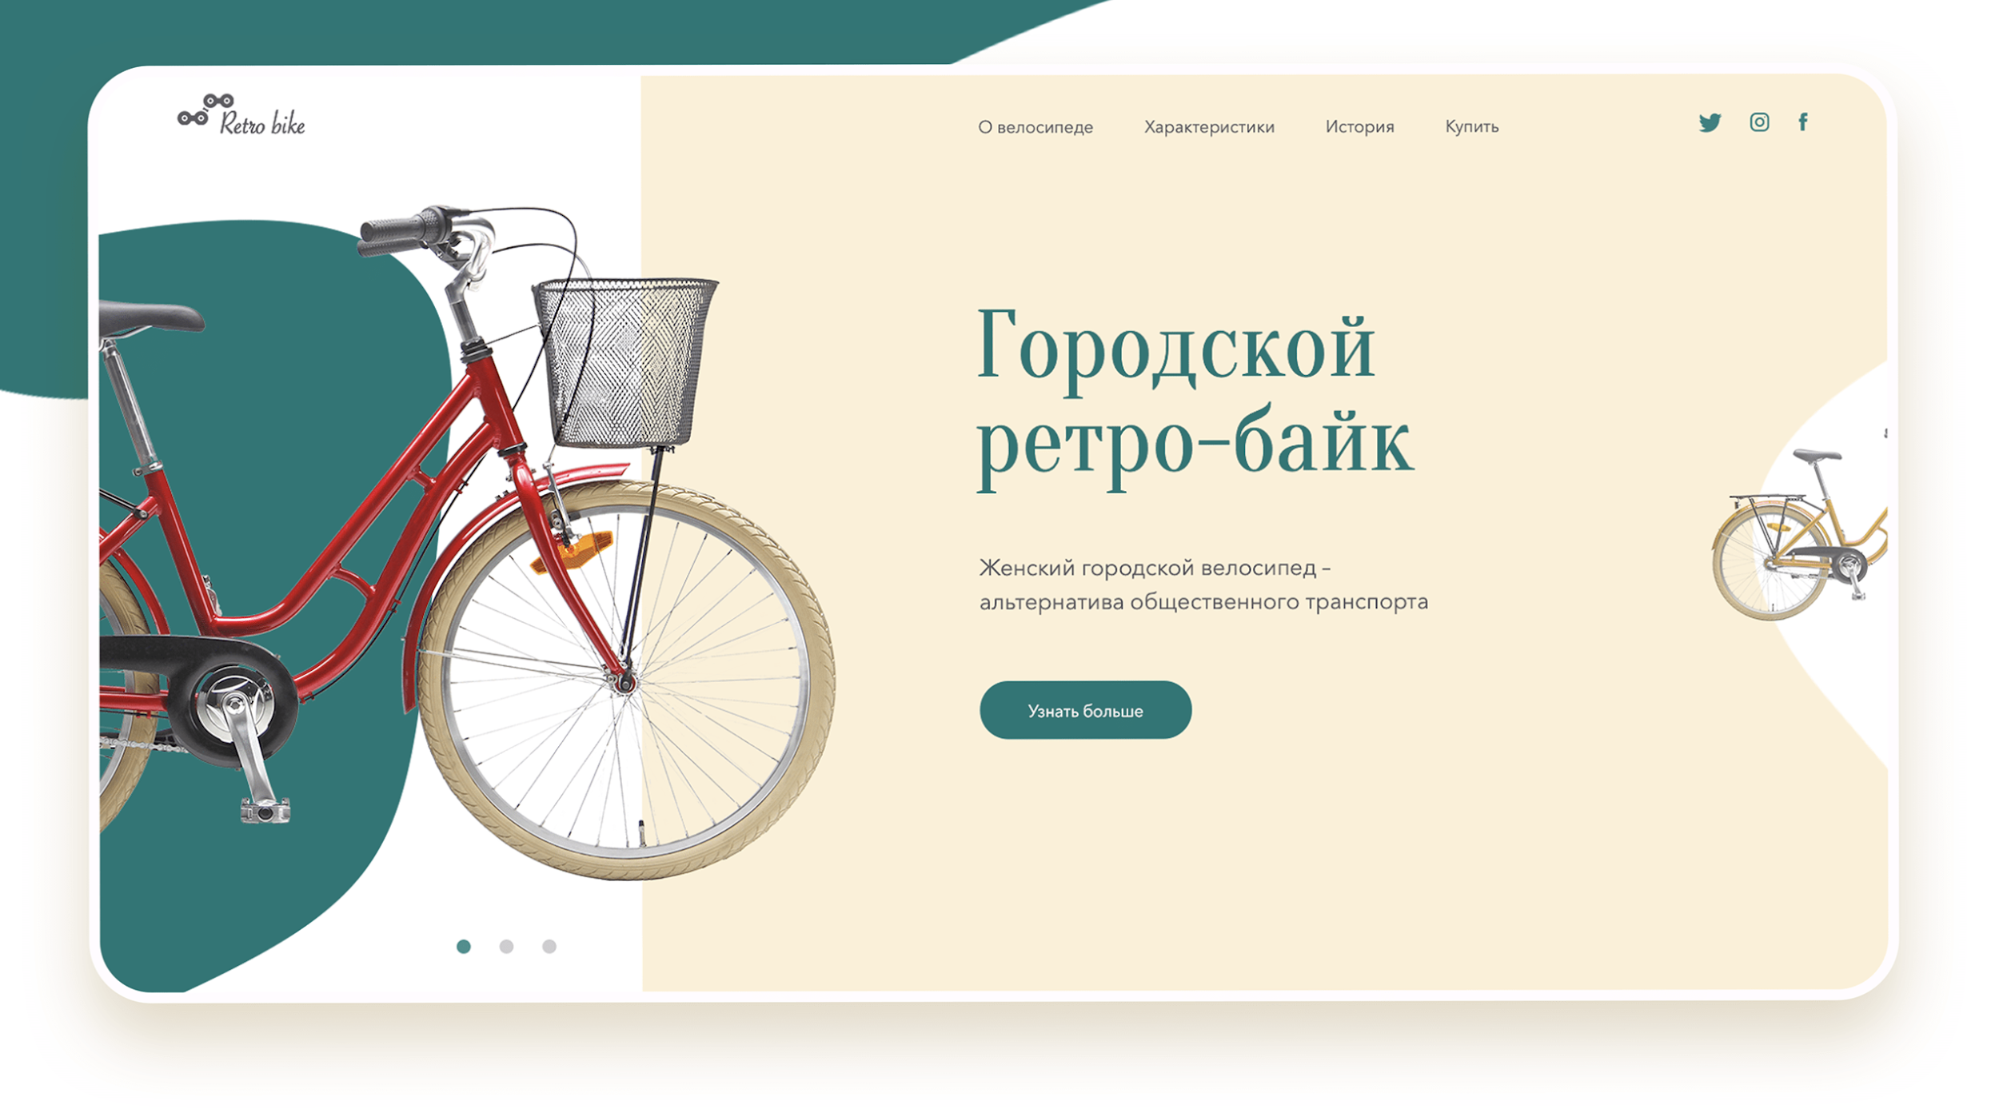 Retro bike
О велосипеде
Характеристики
История
Купить
Городской
ретро-байк
Женский городской велосипед –
альтернатива общественного транспорта
Узнать больше